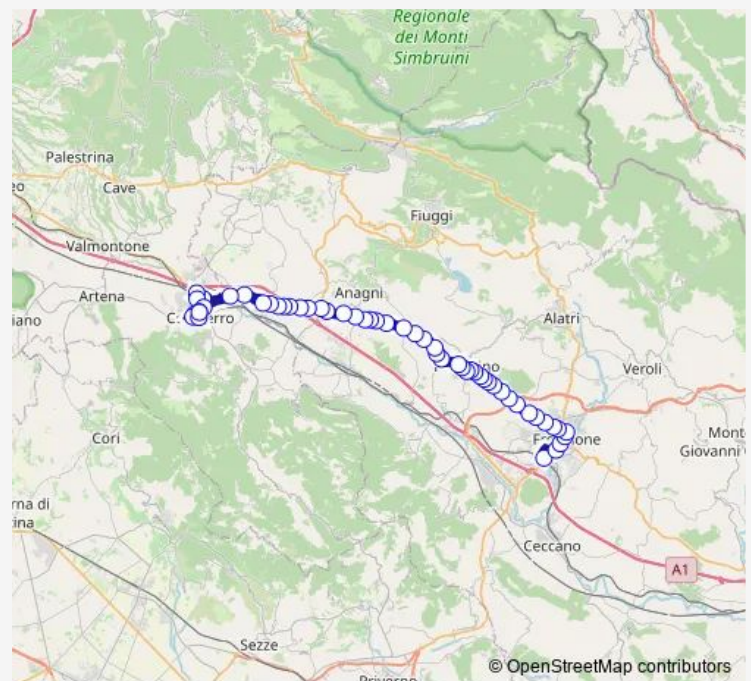 Regionale
dei Monti
Simbruini
Palestrina
Cave
Fiuggi
Valmontone
Artena
Anagni
Alatri
Veroli
Cori
Mont
Giovanni
Ceccano
A1
Sezze
Priverno
© OpenStreetMap contributors